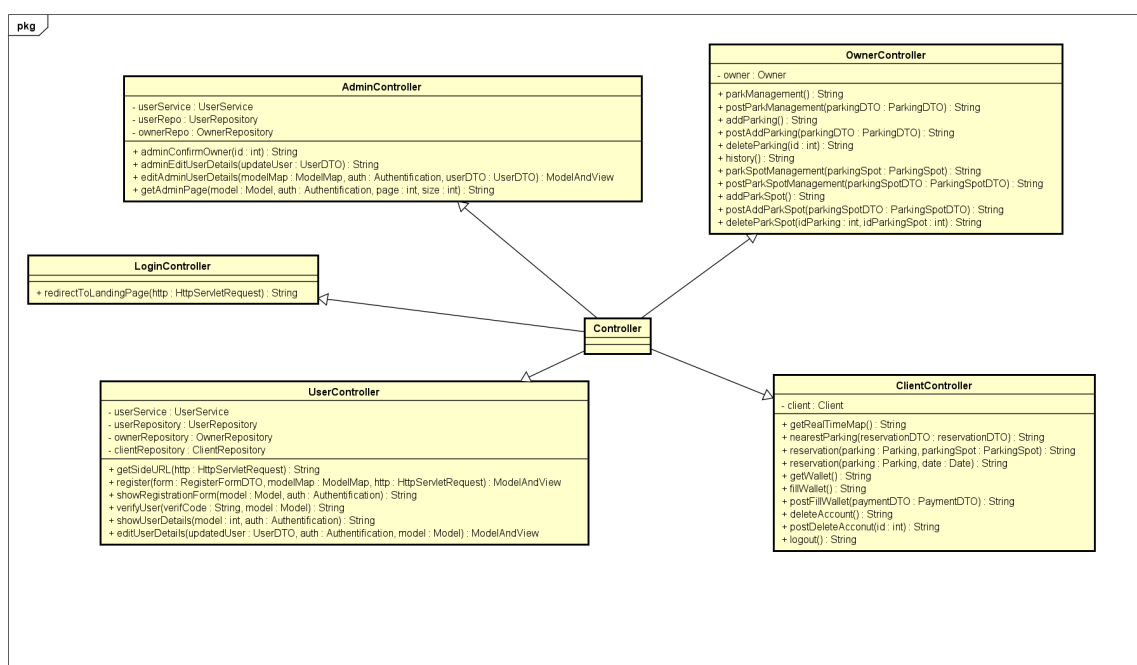 pkg
AdminController
- userService : UserService
- userRepo : UserRepository
- ownerRepo : OwnerRepository
+ adminConfirmOwner(id : int) : String
+ adminEditUserDetails(updateUser : UserDTO) : String
+ editAdminUserDetails(modelMap : ModelMap, auth : Authentification, userDTO : UserDTO) : ModelAndView
+ getAdminPage(model : Model, auth : Authentification, page : int, size : int) : String
OwnerController
- owner : Owner
+ parkManagement() : String
+ postParkManagement(parkingDTO : ParkingDTO) : String
+ addParking() : String
+ postAddParking(parkingDTO : ParkingDTO) : String
+ deleteParking(id : int) : String
+ history() : String
+ parkSpotManagement(parkingSpot : ParkingSpot) : String
+ postParkSpotManagement(parkingSpotDTO : ParkingSpotDTO) : String
+ addParkSpot() : String
+ postAddParkSpot(parkingSpotDTO : ParkingSpotDTO) : String
+ deleteParkSpot(idParking : int, idParkingSpot : int) : String
LoginController
+ redirectToLandingPage(http : HttpServletRequest) : String
Controller
UserController
- userService : UserService
- userRepository : UserRepository
- ownerRepository : OwnerRepository
- clientRepository : ClientRepository
+ getSideURL(http : HttpServletRequest) : String
+ register(form : RegisterFormDTO, modelMap : ModelMap, http : HttpServletRequest) : ModelAndView
+ showRegistrationForm(model : Model, auth : Authentification) : String
+ verifyUser(verifCode : String, model : Model) : String
+ showUserDetails(model : int, auth : Authentification) : String
+ editUserDetails(updatedUser : UserDTO, auth : Authentification, model : Model) : ModelAndView
ClientController
- client : Client
+ getRealTimeMap() : String
+ nearestParking(reservationDTO : reservationDTO) : String
+ reservation(parking : Parking, parkingSpot : ParkingSpot) : String
+ reservation(parking : Parking, date : Date) : String
+ getWallet() : String
+ fillWallet() : String
+ postFillWallet(paymentDTO : PaymentDTO) : String
+ deleteAccount() : String
+ postDeleteAcconut(id : int) : String
+ logout() : String